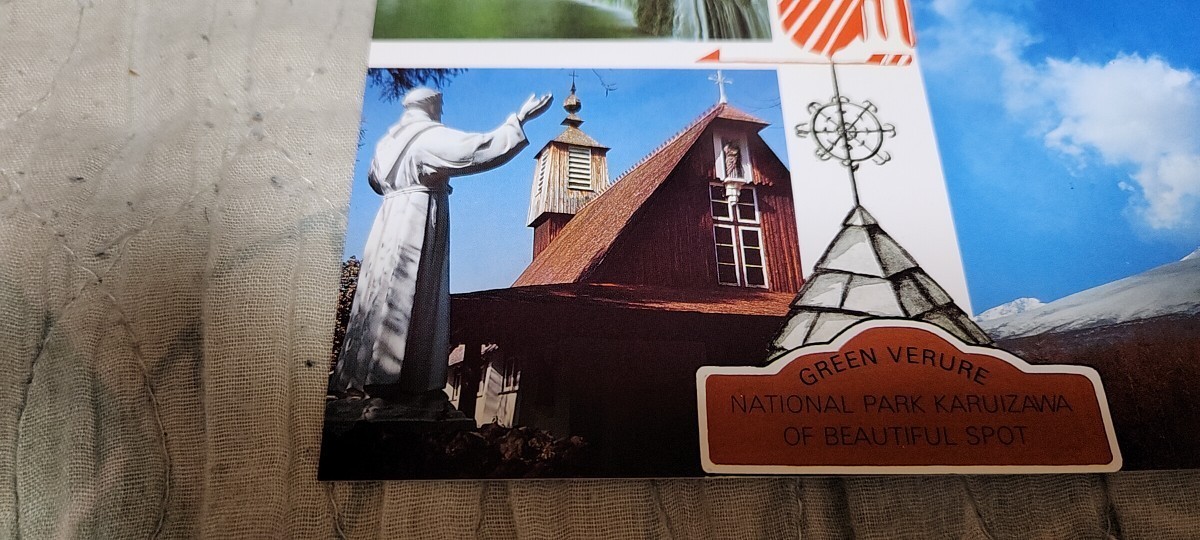 GREEN VERURE
NATIONAL PARK KARUIZAWA
OF BEAUTIFUL SPOT